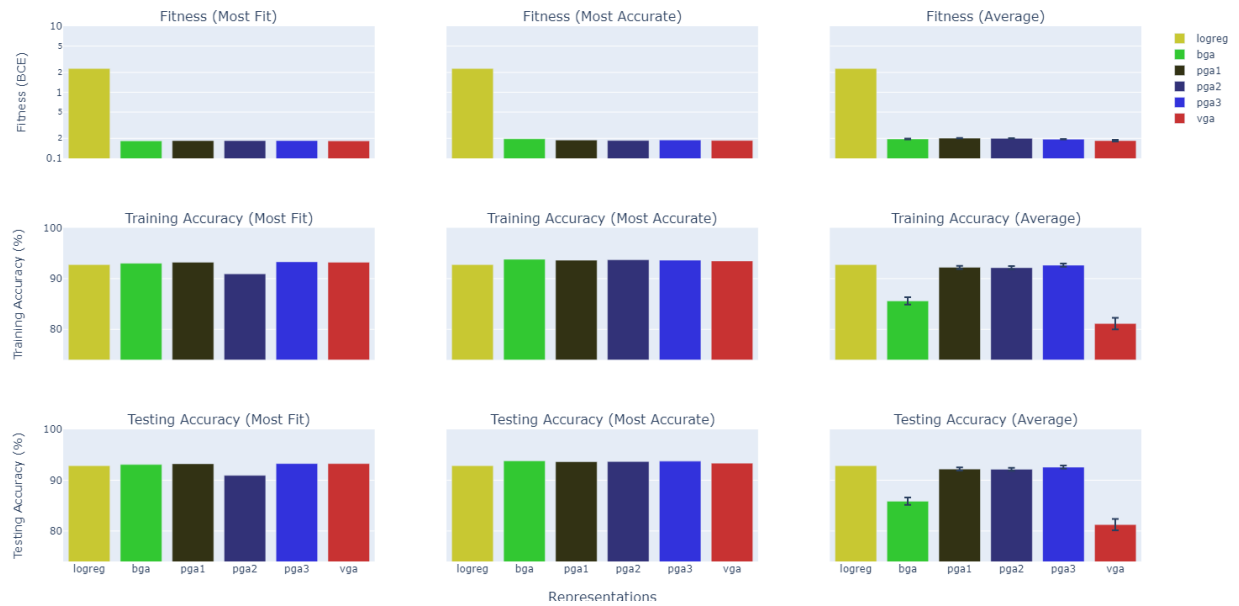 Fitness (Most Fit)
Fitness (Most Accurate)
Fitness (Average)
Fitness (BCE)
10
5
2
1
5
2
0.1
logreg
bga
pga1
pga2
pga3
vga
Training Accuracy (Most Fit)
Training Accuracy (Most Accurate)
Training Accuracy (Average)
Training Accuracy (%)
100
90
80
Testing Accuracy (Most Fit)
Testing Accuracy (Most Accurate)
Testing Accuracy (Average)
Testing Accuracy (%)
100
90
80
logreg bga pga1 pga2 pga3 vga
logreg bga pga1 pga2 pga3 vga
logreg bga pga1 pga2 pga3 vga
Representations